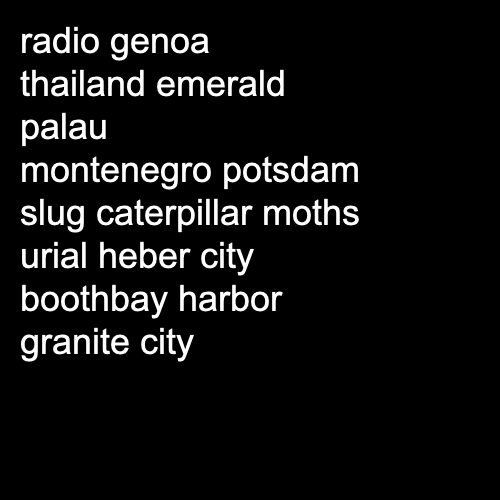 radio genoa
thailand emerald
palau
montenegro potsdam
slug caterpillar moths
urial heber city
boothbay harbor
granite city